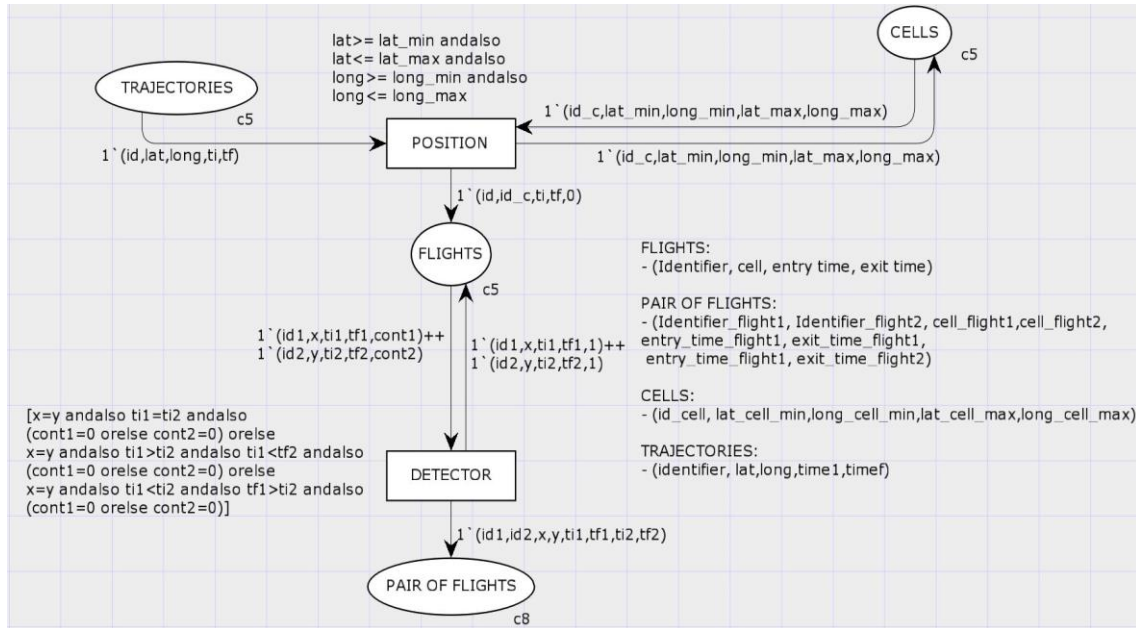 CELLS
c5
lat>= lat_min andalso
lat<= lat_max andalso
long>= long_min andalso
long<= long_max
TRAJECTORIES
c5
1`(id_c,lat_min,long_min,lat_max,long_max)
POSITION
1`(id,lat,long,ti,tf)
1`(id_c,lat_min,long_min,lat_max,long_max)
1`(id,id_c,ti,tf,0)
FLIGHTS
c5
FLIGHTS:
- (Identifier, cell, entry time, exit time)
PAIR OF FLIGHTS:
- (Identifier_flight1, Identifier_flight2, cell_flight1,cell_flight2,
entry_time_flight1, exit_time_flight1,
entry_time_flight1, exit_time_flight2)
CELLS:
- (id_cell, lat_cell_min,long_cell_min,lat_cell_max,long_cell_max)
TRAJECTORIES:
- (identifier, lat,long,time1,timef)
1`(id1,x,ti1,tf1,cont1)++
1`(id2,y,ti2,tf2,cont2)
1`(id1,x,ti1,tf1,1)++
1`(id2,y,ti2,tf2,1)
[x=y andalso ti1=ti2 andalso
(cont1=0 orelse cont2=0) orelse
x=y andalso ti1>ti2 andalso ti1<tf2 andalso
(cont1=0 orelse cont2=0) orelse
x=y andalso ti1<ti2 andalso tf1>ti2 andalso
(cont1=0 orelse cont2=0)]
DETECTOR
1`(id1,id2,x,y,ti1,tf1,ti2,tf2)
PAIR OF FLIGHTS
c8